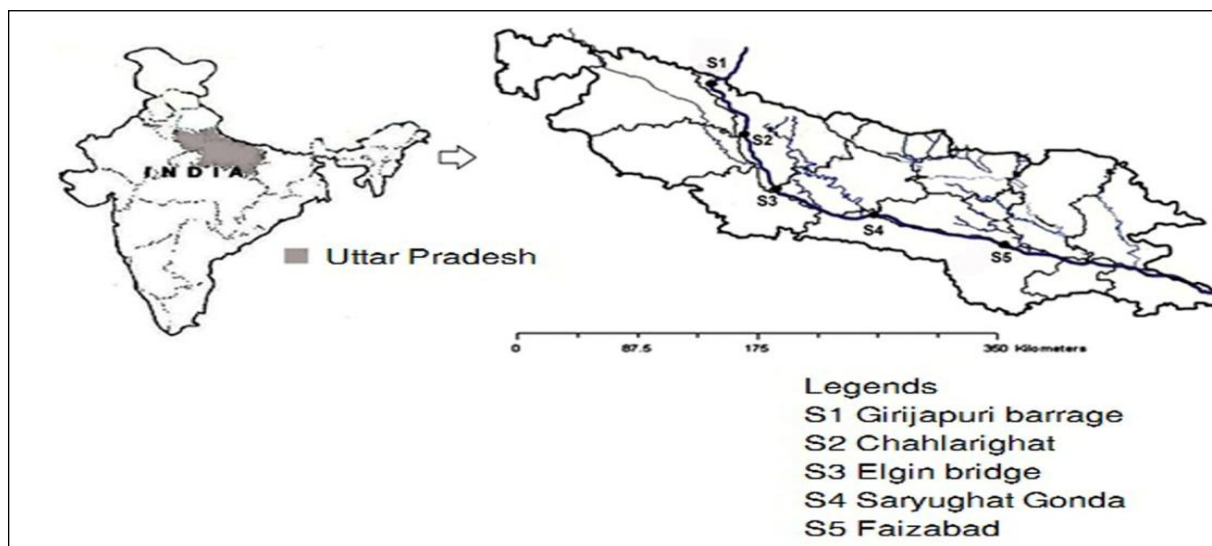 INDIA
Uttar Pradesh
S1
S2
S3
S4
S5
0 87.5 175 350 Kilometers
Legends
S1 Girijapuri barrage
S2 Chahlarighat
S3 Elgin bridge
S4 Saryughat Gonda
S5 Faizabad